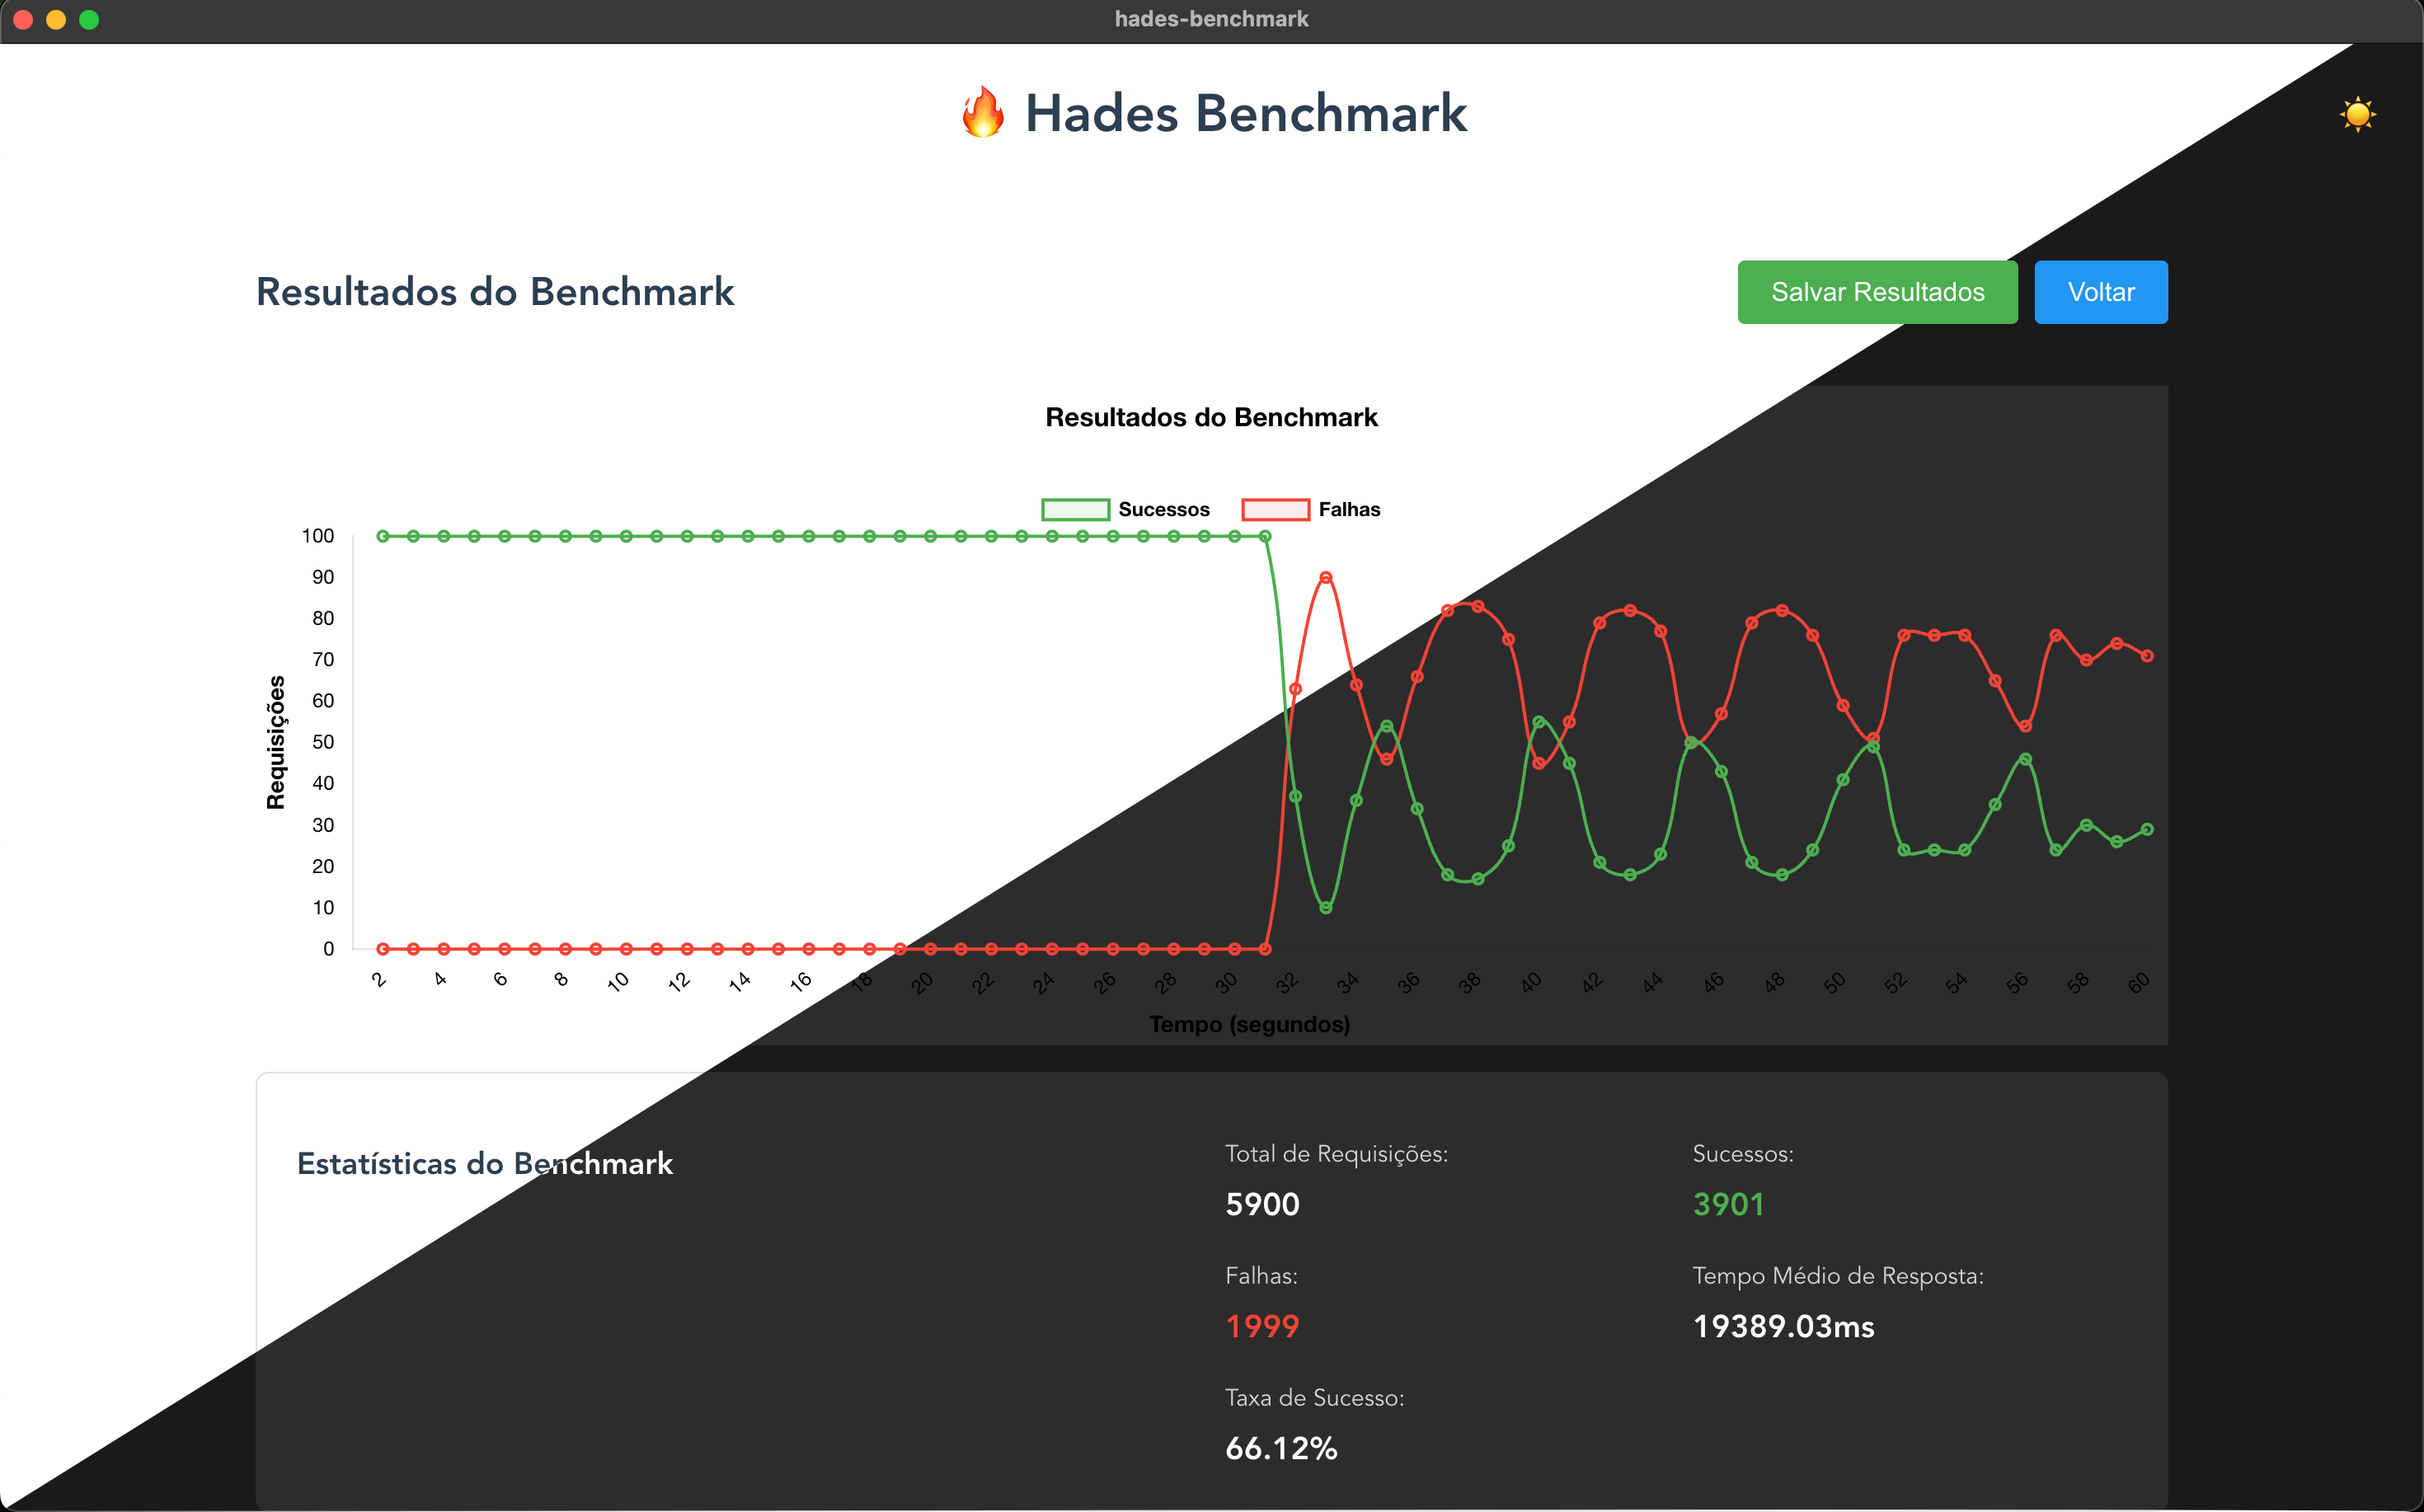 hades-benchmark
🔥 Hades Benchmark
Resultados do Benchmark
Salvar Resultados
Voltar
Resultados do Benchmark
Sucessos
Falhas
100
90
80
70
60
50
40
30
20
10
0
Requisições
2 4 6 8 10 12 14 16 18 20 22 24 26 28 30 32 34 36 38 40 42 44 46 48 50 52 54 56 58 60
Tempo (segundos)
Estatísticas do Benchmark
Total de Requisições:
5900
Sucessos:
3901
Falhas:
1999
Tempo Médio de Resposta:
19389.03ms
Taxa de Sucesso:
66.12%